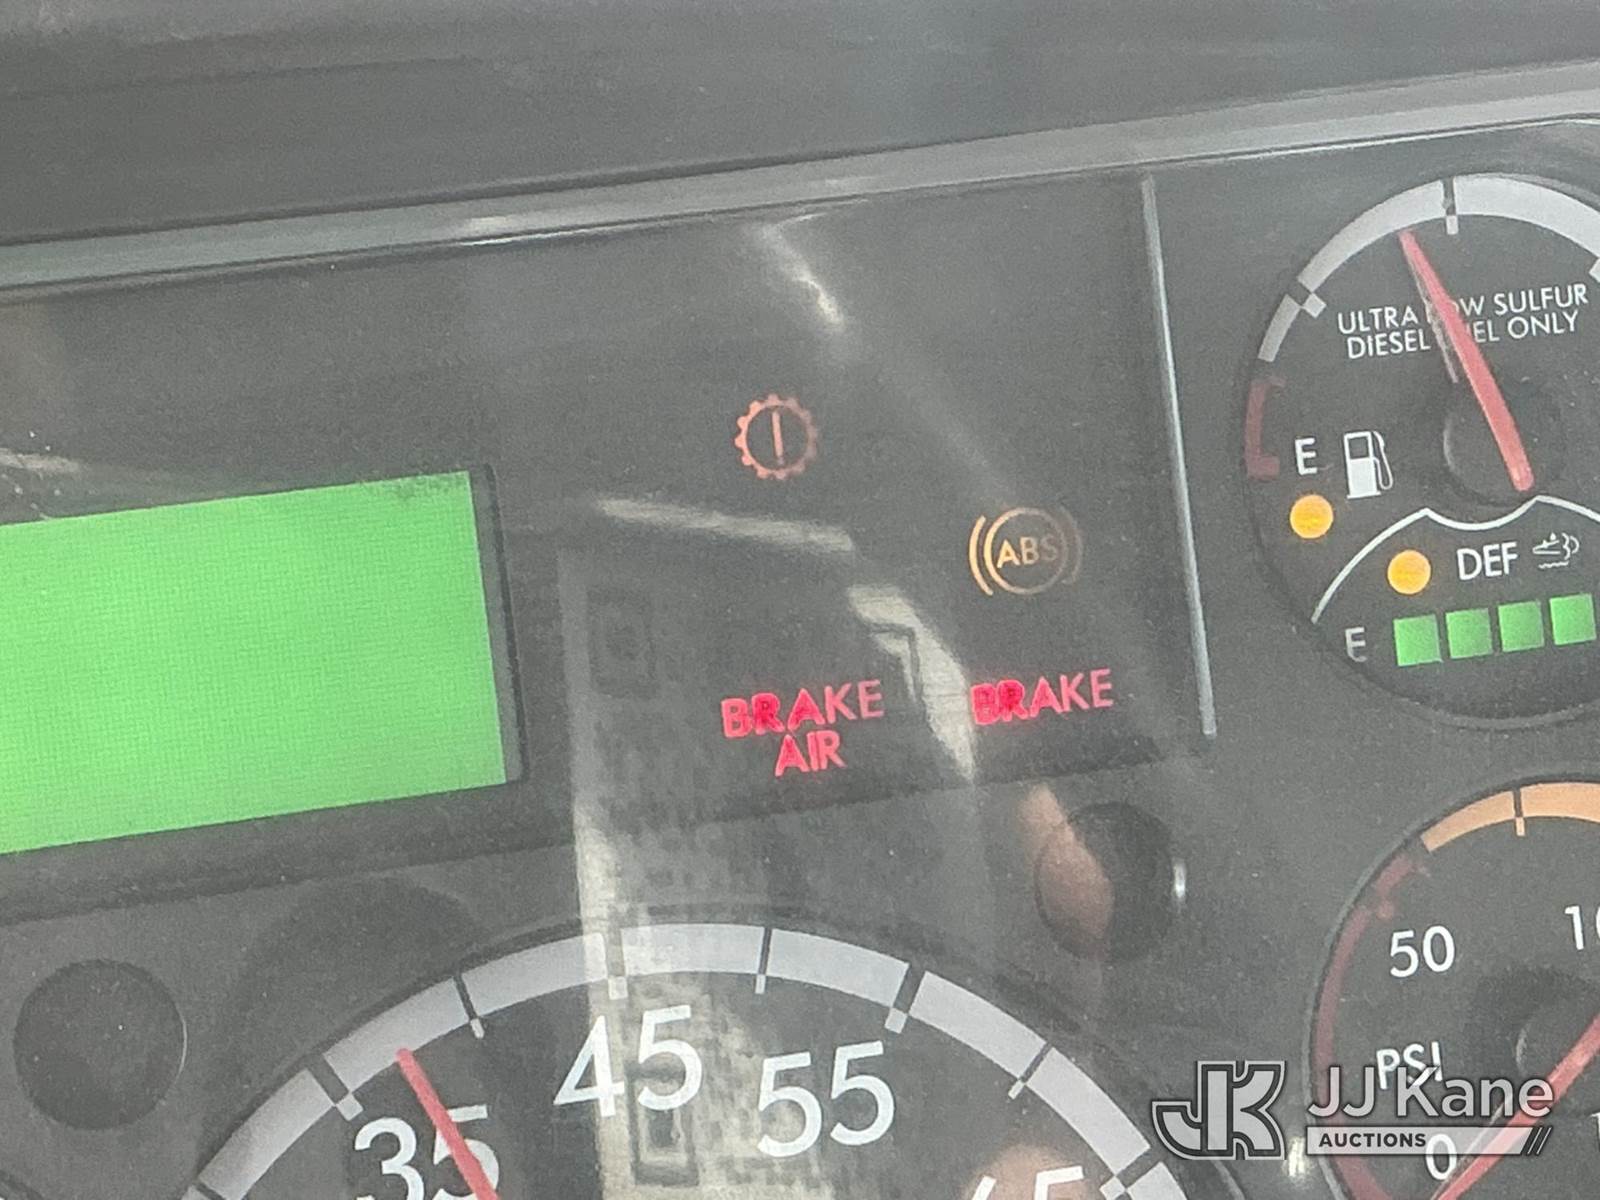 ULTRA LOW SULFUR
DIESEL FUEL ONLY
E
ABS
DEF
E
BRAKE
AIR
BRAKE
50
PSI
0
35
45
55
JK
JJ Kane
AUCTIONS